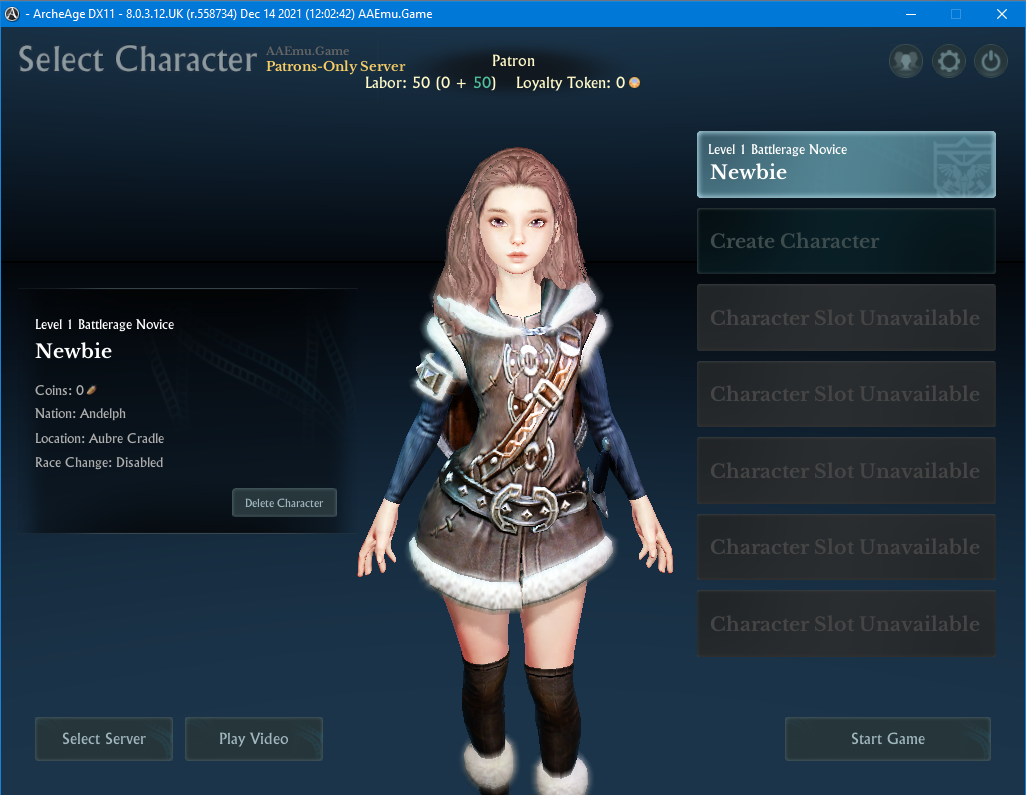 - ArcheAge DX11 - 8.0.3.12.UK (r.558734) Dec 14 2021 (12:02:42) AAEmu.Game
Select Character
AAEmu.Game
Patrons-Only Server
Patron
Labor: 50 (0 + 50) Loyalty Token: 0
Level 1 Battlerage Novice
Newbie
Create Character
Character Slot Unavailable
Character Slot Unavailable
Character Slot Unavailable
Character Slot Unavailable
Character Slot Unavailable
Level 1 Battlerage Novice
Newbie
Coins: 0
Nation: Andelph
Location: Aubre Cradle
Race Change: Disabled
Delete Character
Select Server
Play Video
Start Game